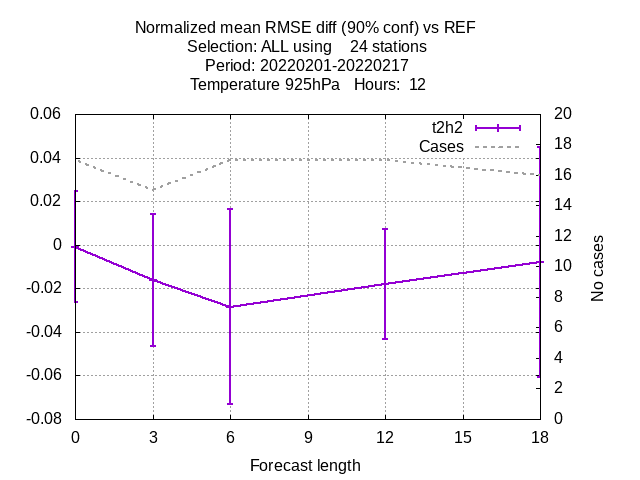 Normalized mean RMSE diff (90% conf) vs REF
Selection: ALL using    24 stations
Period: 20220201-20220217
Temperature 925hPa   Hours:  12
t2h2
Cases
0.06
0.04
0.02
0
-0.02
-0.04
-0.06
-0.08
20
18
16
14
12
10
8
6
4
2
0
No cases
0 3 6 9 12 15 18
Forecast length